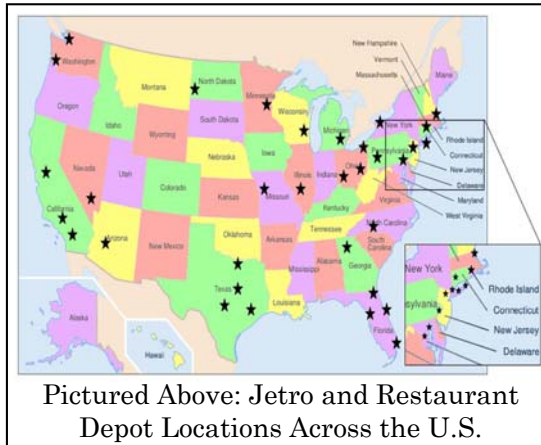 New Hampshire
Vermont
Massachusetts
Maine
Washington
Montana
North Dakota
Minnesota
Oregon
Idaho
South Dakota
Wisconsin
Michigan
New York
Wyoming
Rhode Island
Connecticut
New Jersey
Delaware
Maryland
West Virginia
Pennsylvania
Iowa
Nebraska
Nevada
Utah
Colorado
Illinois
Indiana
Ohio
Virginia
California
Kansas
Missouri
Kentucky
North Carolina
Tennessee
South Carolina
Arizona
New Mexico
Oklahoma
Arkansas
Mississippi
Alabama
Georgia
Texas
Louisiana
Florida
Alaska
Hawaii
New York
Rhode Island
sylvania
Connecticut
New Jersey
Delaware
Pictured Above: Jetro and Restaurant
Depot Locations Across the U.S.